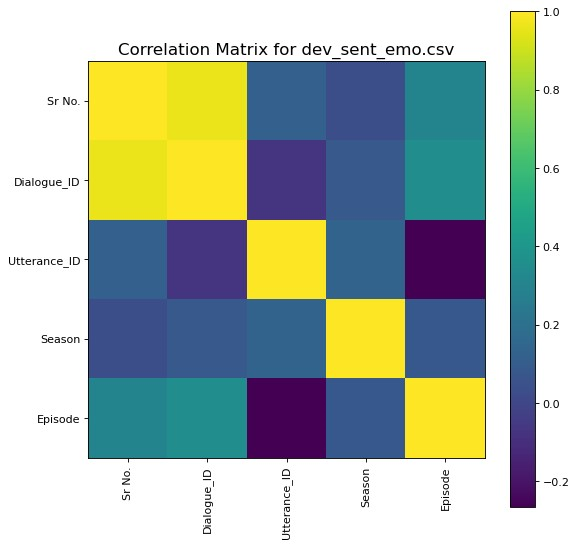 Correlation Matrix for dev_sent_emo.csv
Sr No.
Dialogue_ID
Utterance_ID
Season
Episode
Sr No.
Dialogue_ID
Utterance_ID
Season
Episode
1.0
0.8
0.6
0.4
0.2
0.0
−0.2